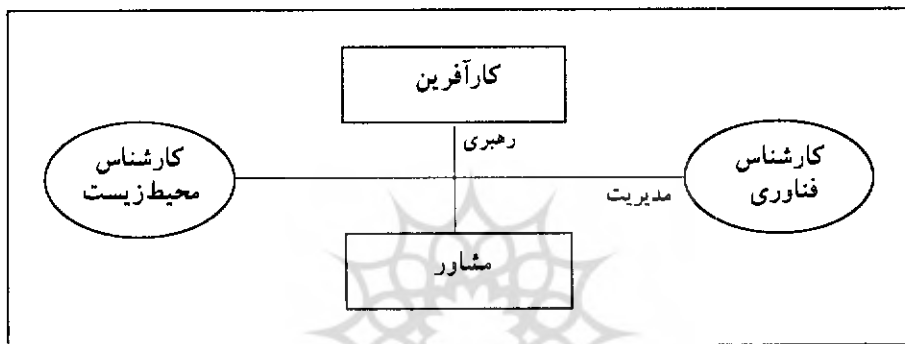 کارآفرین
رهبری
کارشناس
فناوری
کارشناس
محیط‌زیست
مدیریت
مشاور